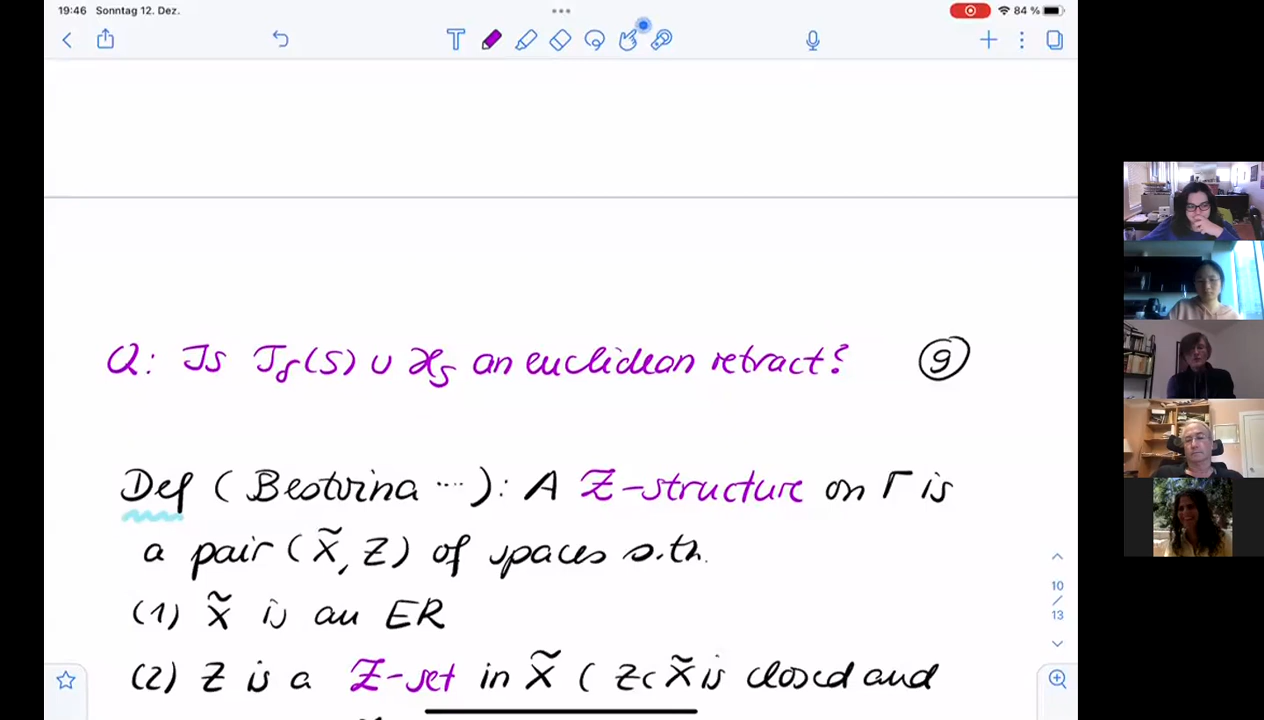 19:46 Sonntag 12. Dez.
84 %
Q: Is T_δ(S) ∪ X_S an euclidean retract?
9
Def (Bestvina ...): A Z-structure on Γ is
a pair (X̃, Z) of spaces s.th.
(1) X̃ is an ER
(2) Z is a Z-set in X̃ ( Z⊂X̃ is closed and
10
/
13